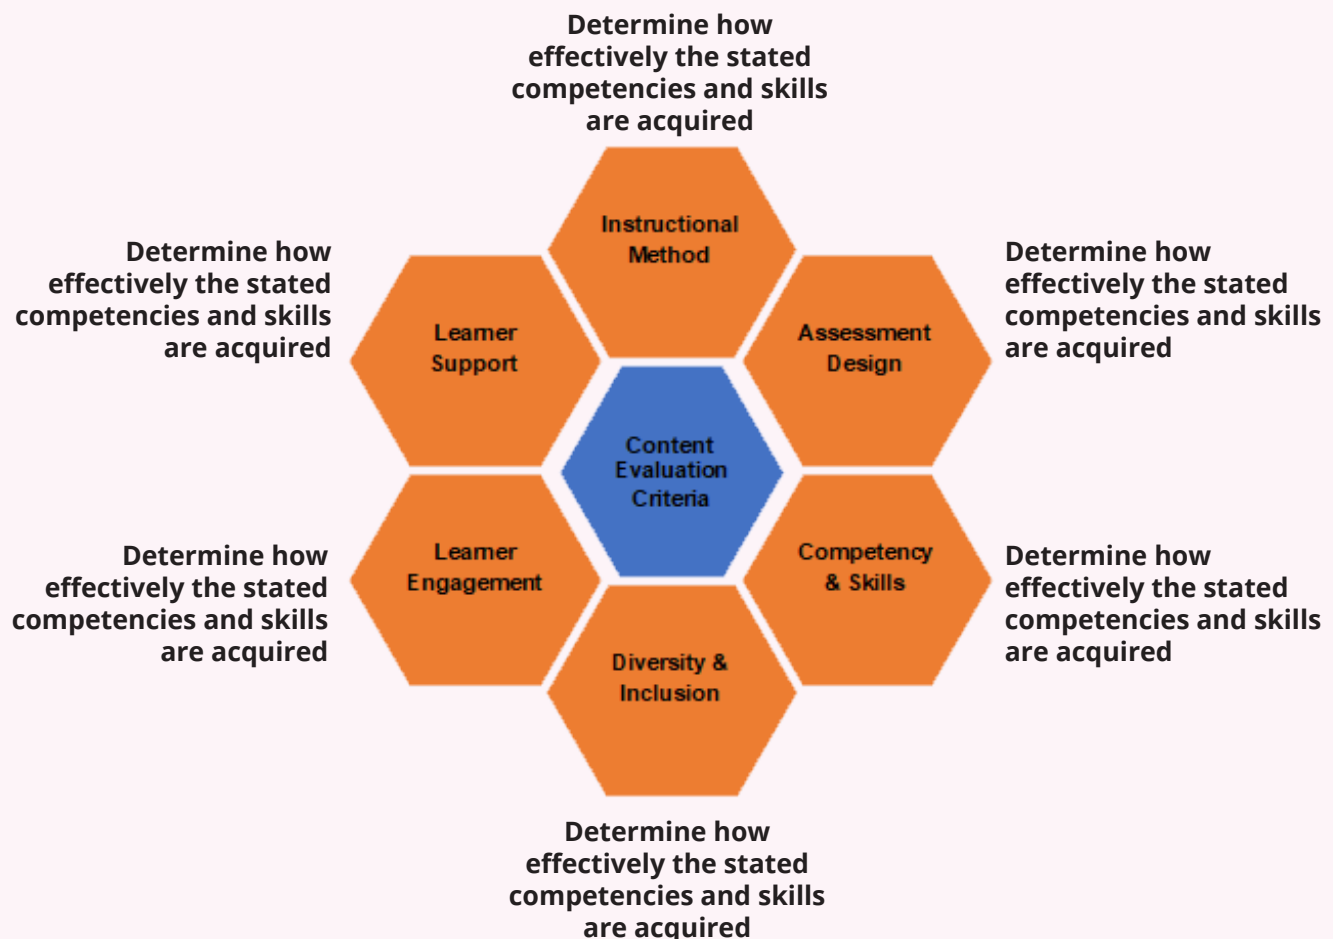 Determine how
effectively the stated
competencies and skills
are acquired
Instructional
Method
Determine how
effectively the stated
competencies and skills
are acquired
Learner
Support
Assessment
Design
Determine how
effectively the stated
competencies and skills
are acquired
Content
Evaluation
Criteria
Determine how
effectively the stated
competencies and skills
are acquired
Learner
Engagement
Competency
& Skills
Determine how
effectively the stated
competencies and skills
are acquired
Diversity &
Inclusion
Determine how
effectively the stated
competencies and skills
are acquired